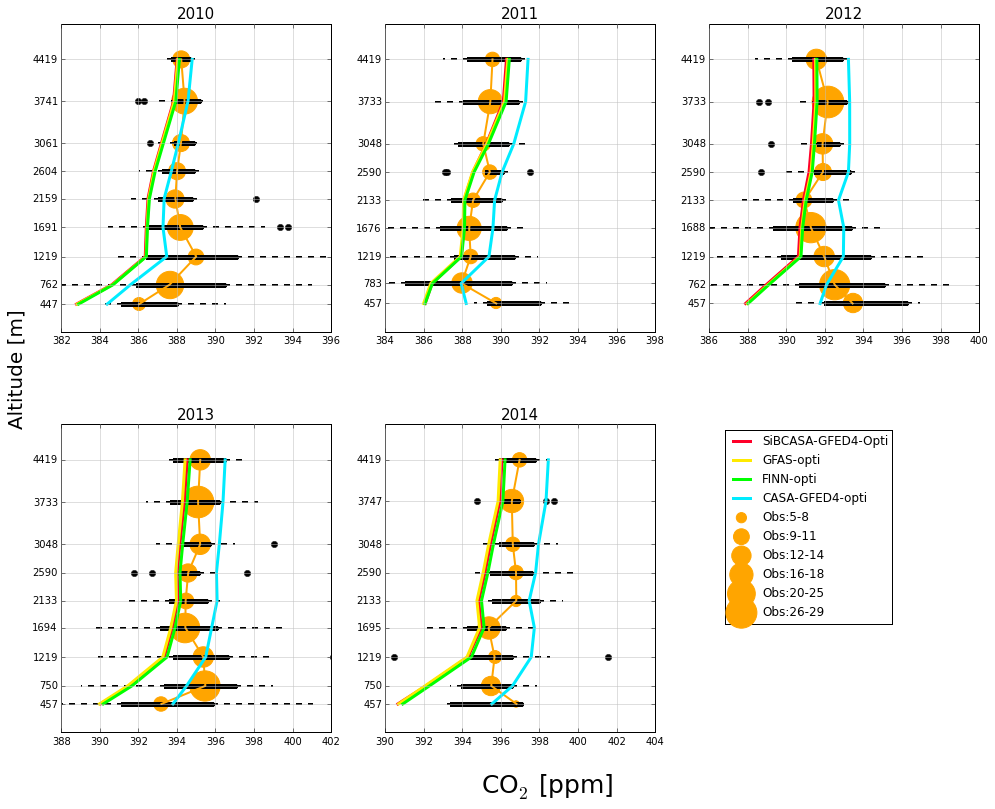 2010
2011
2012
4419
3741
3061
2604
2159
1691
1219
762
447
382 384 386 388 390 392 394 396
4419
3733
3048
2590
2133
1676
1219
783
457
384 386 388 390 392 394 396 398
4419
3733
3048
2590
2133
1688
1219
762
457
386 388 390 392 394 396 398 400
Altitude [m]
2013
2014
4419
3733
3048
2590
2133
1694
1219
750
457
388 390 392 394 396 398 400 402
4419
3747
3048
2590
2133
1695
1219
750
457
390 392 394 396 398 400 402 404
SiBCASA-GFED4-Opti
GFAS-opti
FINN-opti
CASA-GFED4-opti
Obs:5-8
Obs:9-11
Obs:12-14
Obs:16-18
Obs:20-25
Obs:26-29
CO₂ [ppm]